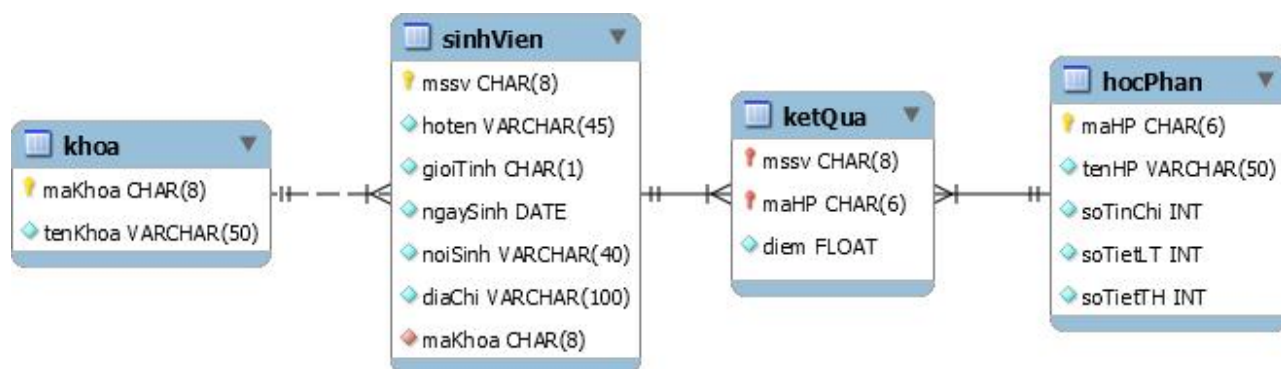 khoa
maKhoa CHAR(8)
tenKhoa VARCHAR(50)
sinhVien
mssv CHAR(8)
hoten VARCHAR(45)
gioiTinh CHAR(1)
ngaySinh DATE
noiSinh VARCHAR(40)
diaChi VARCHAR(100)
maKhoa CHAR(8)
ketQua
mssv CHAR(8)
maHP CHAR(6)
diem FLOAT
hocPhan
maHP CHAR(6)
tenHP VARCHAR(50)
soTinChi INT
soTietLT INT
soTietTH INT